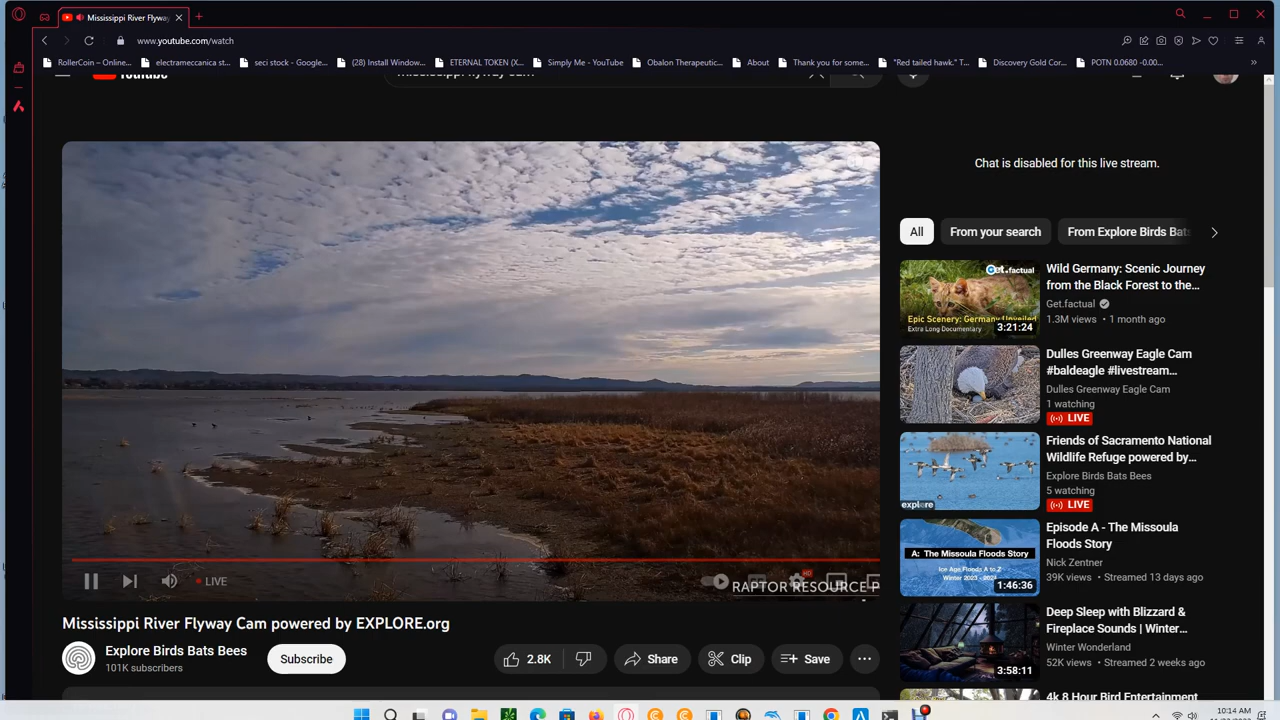 Mississippi River Flyway
www.youtube.com/watch
RollerCoin – Online...
electrameccanica st...
seci stock - Google...
(28) Install Window...
ETERNAL TOKEN (X...
Simply Me - YouTube
Obalon Therapeutic...
About
Thank you for some...
"Red tailed hawk." T...
Discovery Gold Cor...
POTN 0.0680 -0.00...
Chat is disabled for this live stream.
All
From your search
From Explore Birds Bats
Get.factual
Epic Scenery: Germany Unveiled
Extra Long Documentary
3:21:24
Wild Germany: Scenic Journey
from the Black Forest to the...
Get.factual
1.3M views • 1 month ago
Dulles Greenway Eagle Cam
#baldeagle #livestream...
Dulles Greenway Eagle Cam
1 watching
LIVE
explore
Friends of Sacramento National
Wildlife Refuge powered by...
Explore Birds Bats Bees
5 watching
LIVE
A: The Missoula Floods Story
Ice Age Floods A to Z
1:46:36
Episode A - The Missoula
Floods Story
Nick Zentner
39K views • Streamed 13 days ago
3:58:11
Deep Sleep with Blizzard &
Fireplace Sounds | Winter...
Winter Wonderland
52K views • Streamed 2 weeks ago
4k 8 Hour Bird Entertainment
LIVE
HD
RAPTOR RESOURCE P
Mississippi River Flyway Cam powered by EXPLORE.org
Explore Birds Bats Bees
101K subscribers
Subscribe
2.8K
Share
Clip
Save
10:14 AM